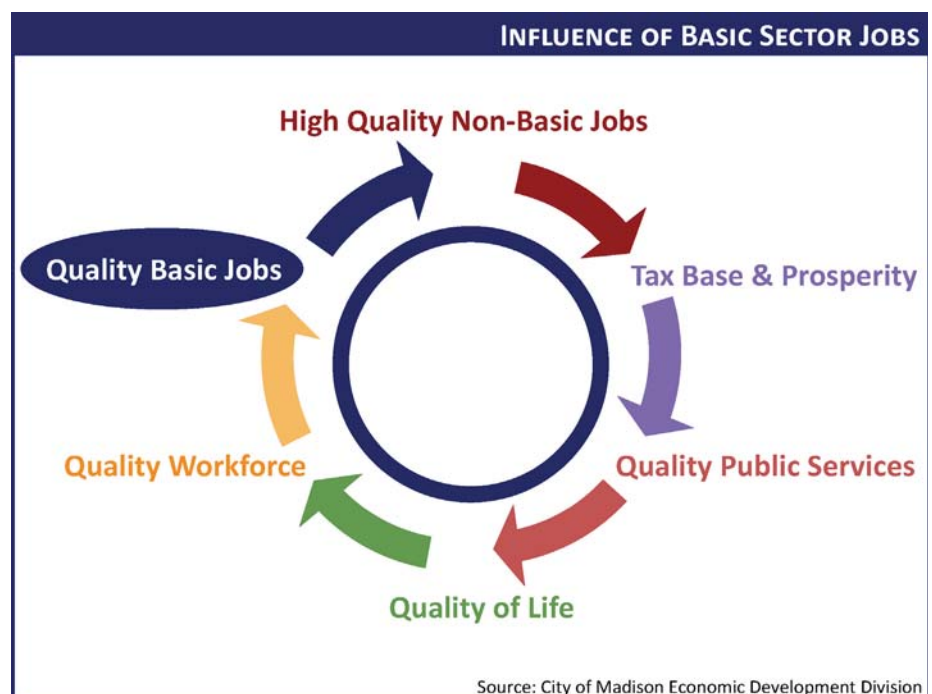 INFLUENCE OF BASIC SECTOR JOBS
High Quality Non-Basic Jobs
Quality Basic Jobs
Tax Base & Prosperity
Quality Workforce
Quality Public Services
Quality of Life
Source: City of Madison Economic Development Division